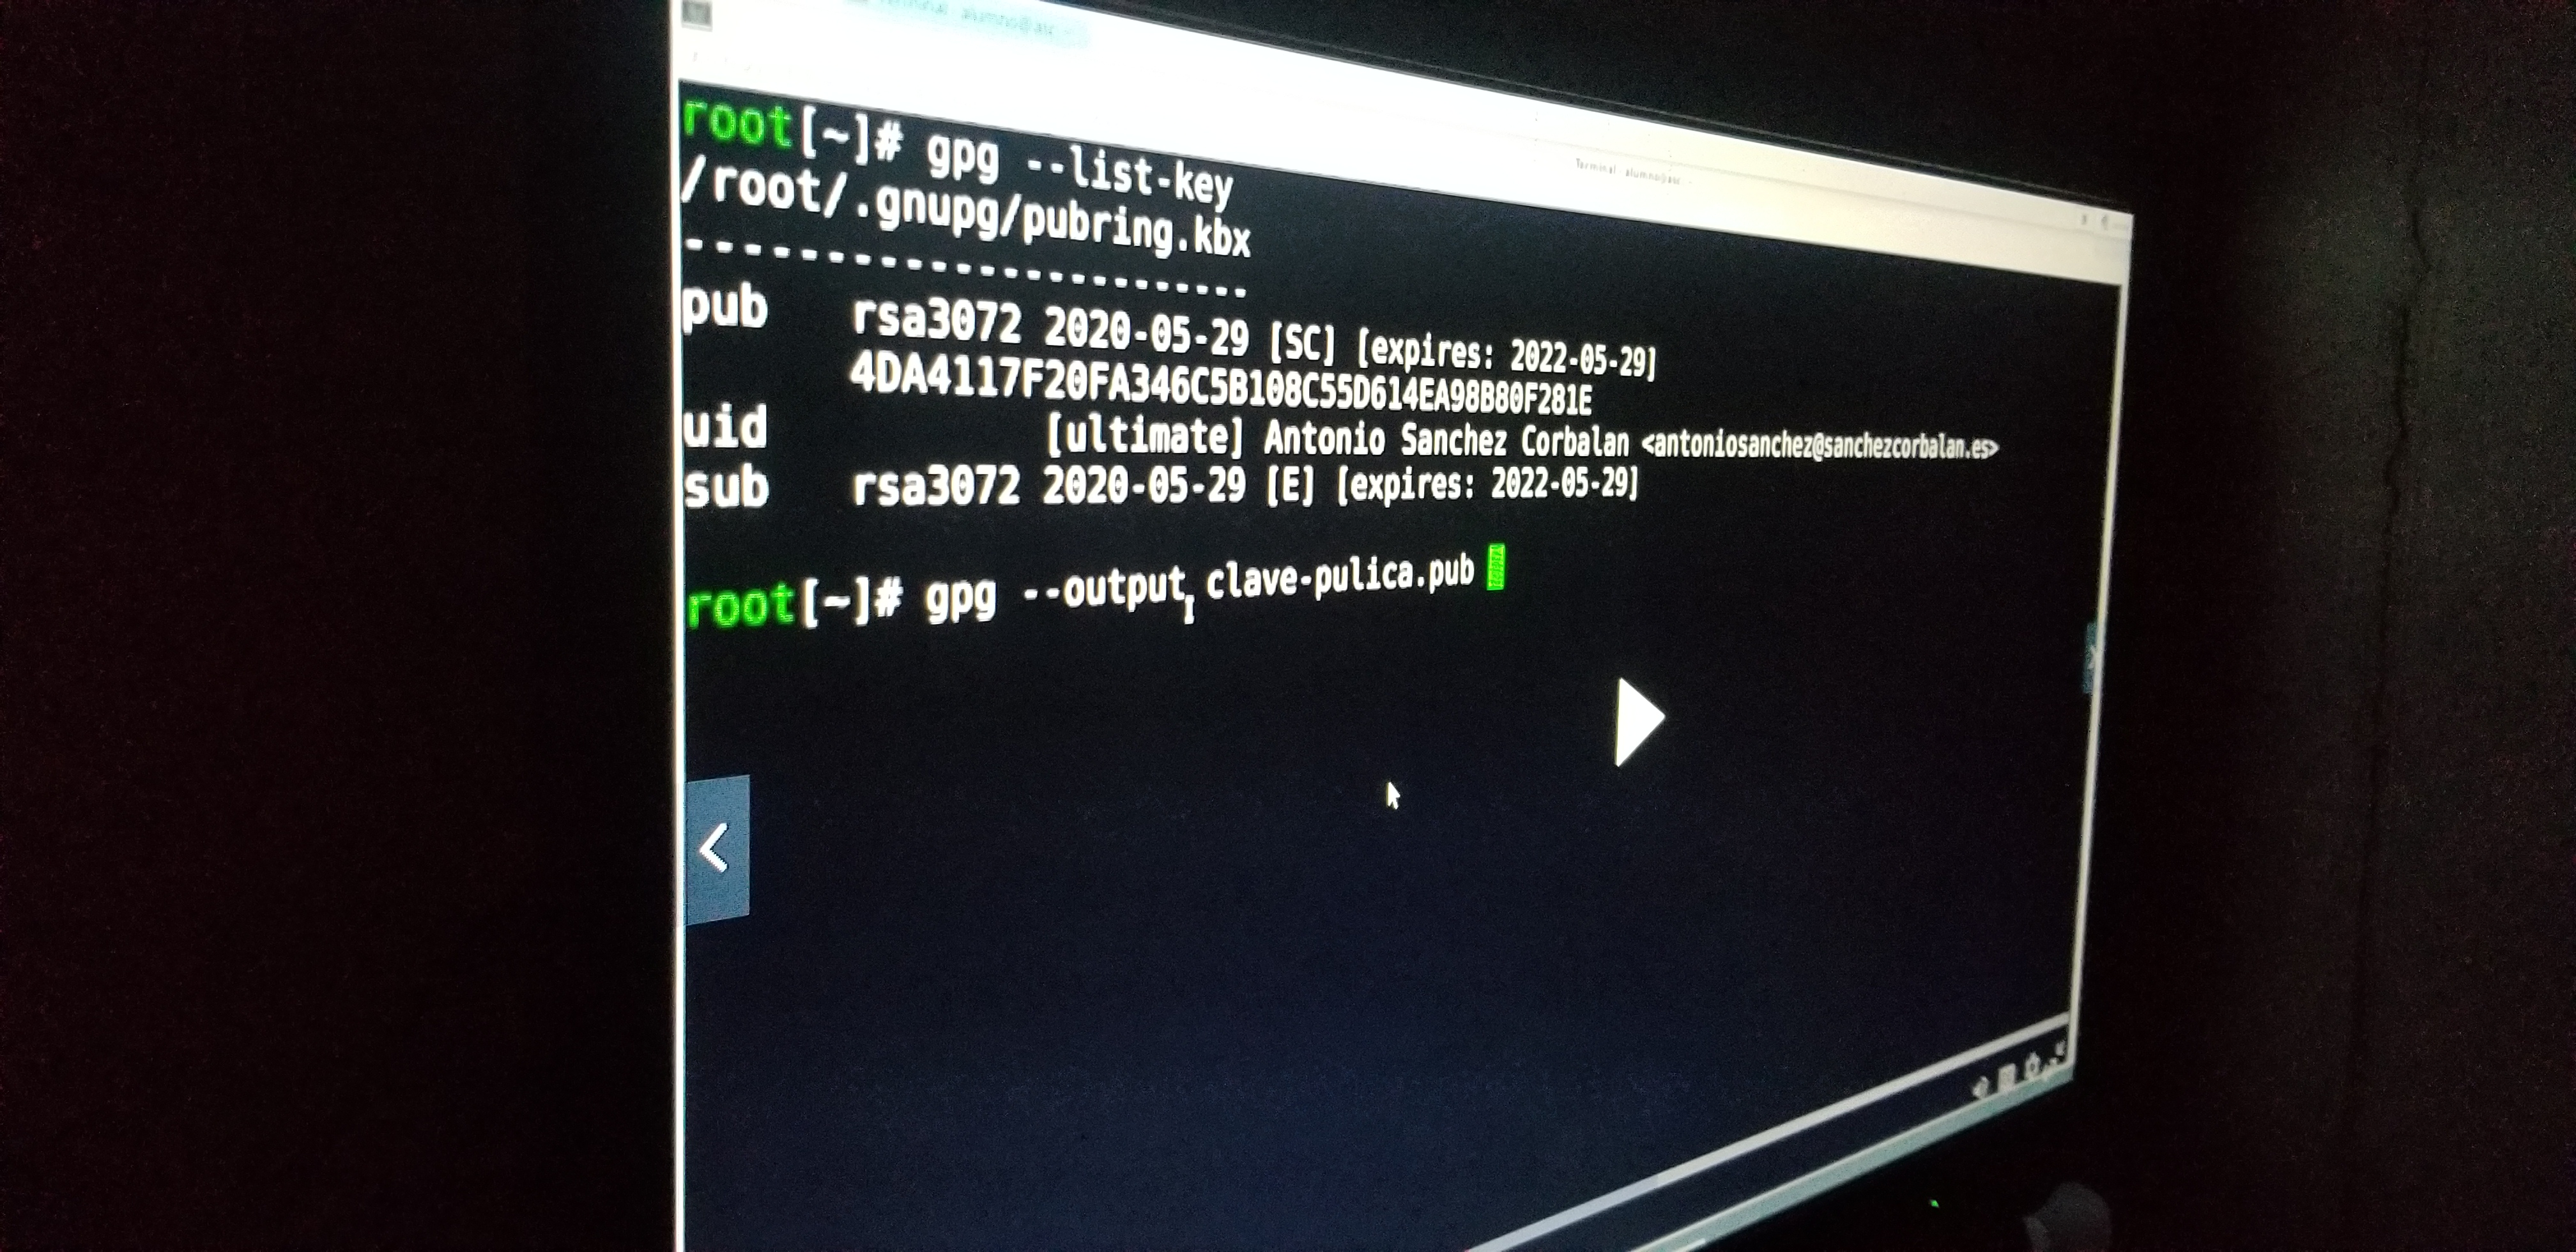 Terminal - alumno@asc: ~
Terminal - alumno@asc: ~
root[~]# gpg --list-key
/root/.gnupg/pubring.kbx
------------------------
pub   rsa3072 2020-05-29 [SC] [expires: 2022-05-29]
      4DA4117F20FA346C5B108C55D614EA98B80F281E
uid           [ultimate] Antonio Sanchez Corbalan <antoniosanchez@sanchezcorbalan.es>
sub   rsa3072 2020-05-29 [E] [expires: 2022-05-29]
root[~]# gpg --output clave-pulica.pub